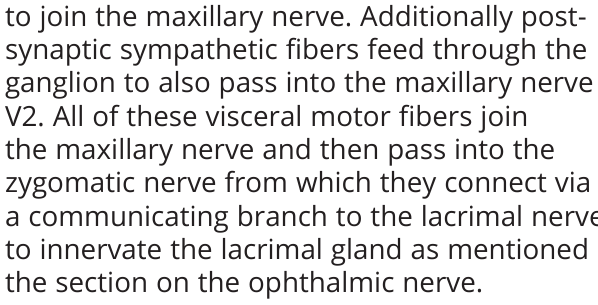 to join the maxillary nerve. Additionally post-
synaptic sympathetic fibers feed through the
ganglion to also pass into the maxillary nerve
V2. All of these visceral motor fibers join
the maxillary nerve and then pass into the
zygomatic nerve from which they connect via
a communicating branch to the lacrimal nerve
to innervate the lacrimal gland as mentioned
the section on the ophthalmic nerve.